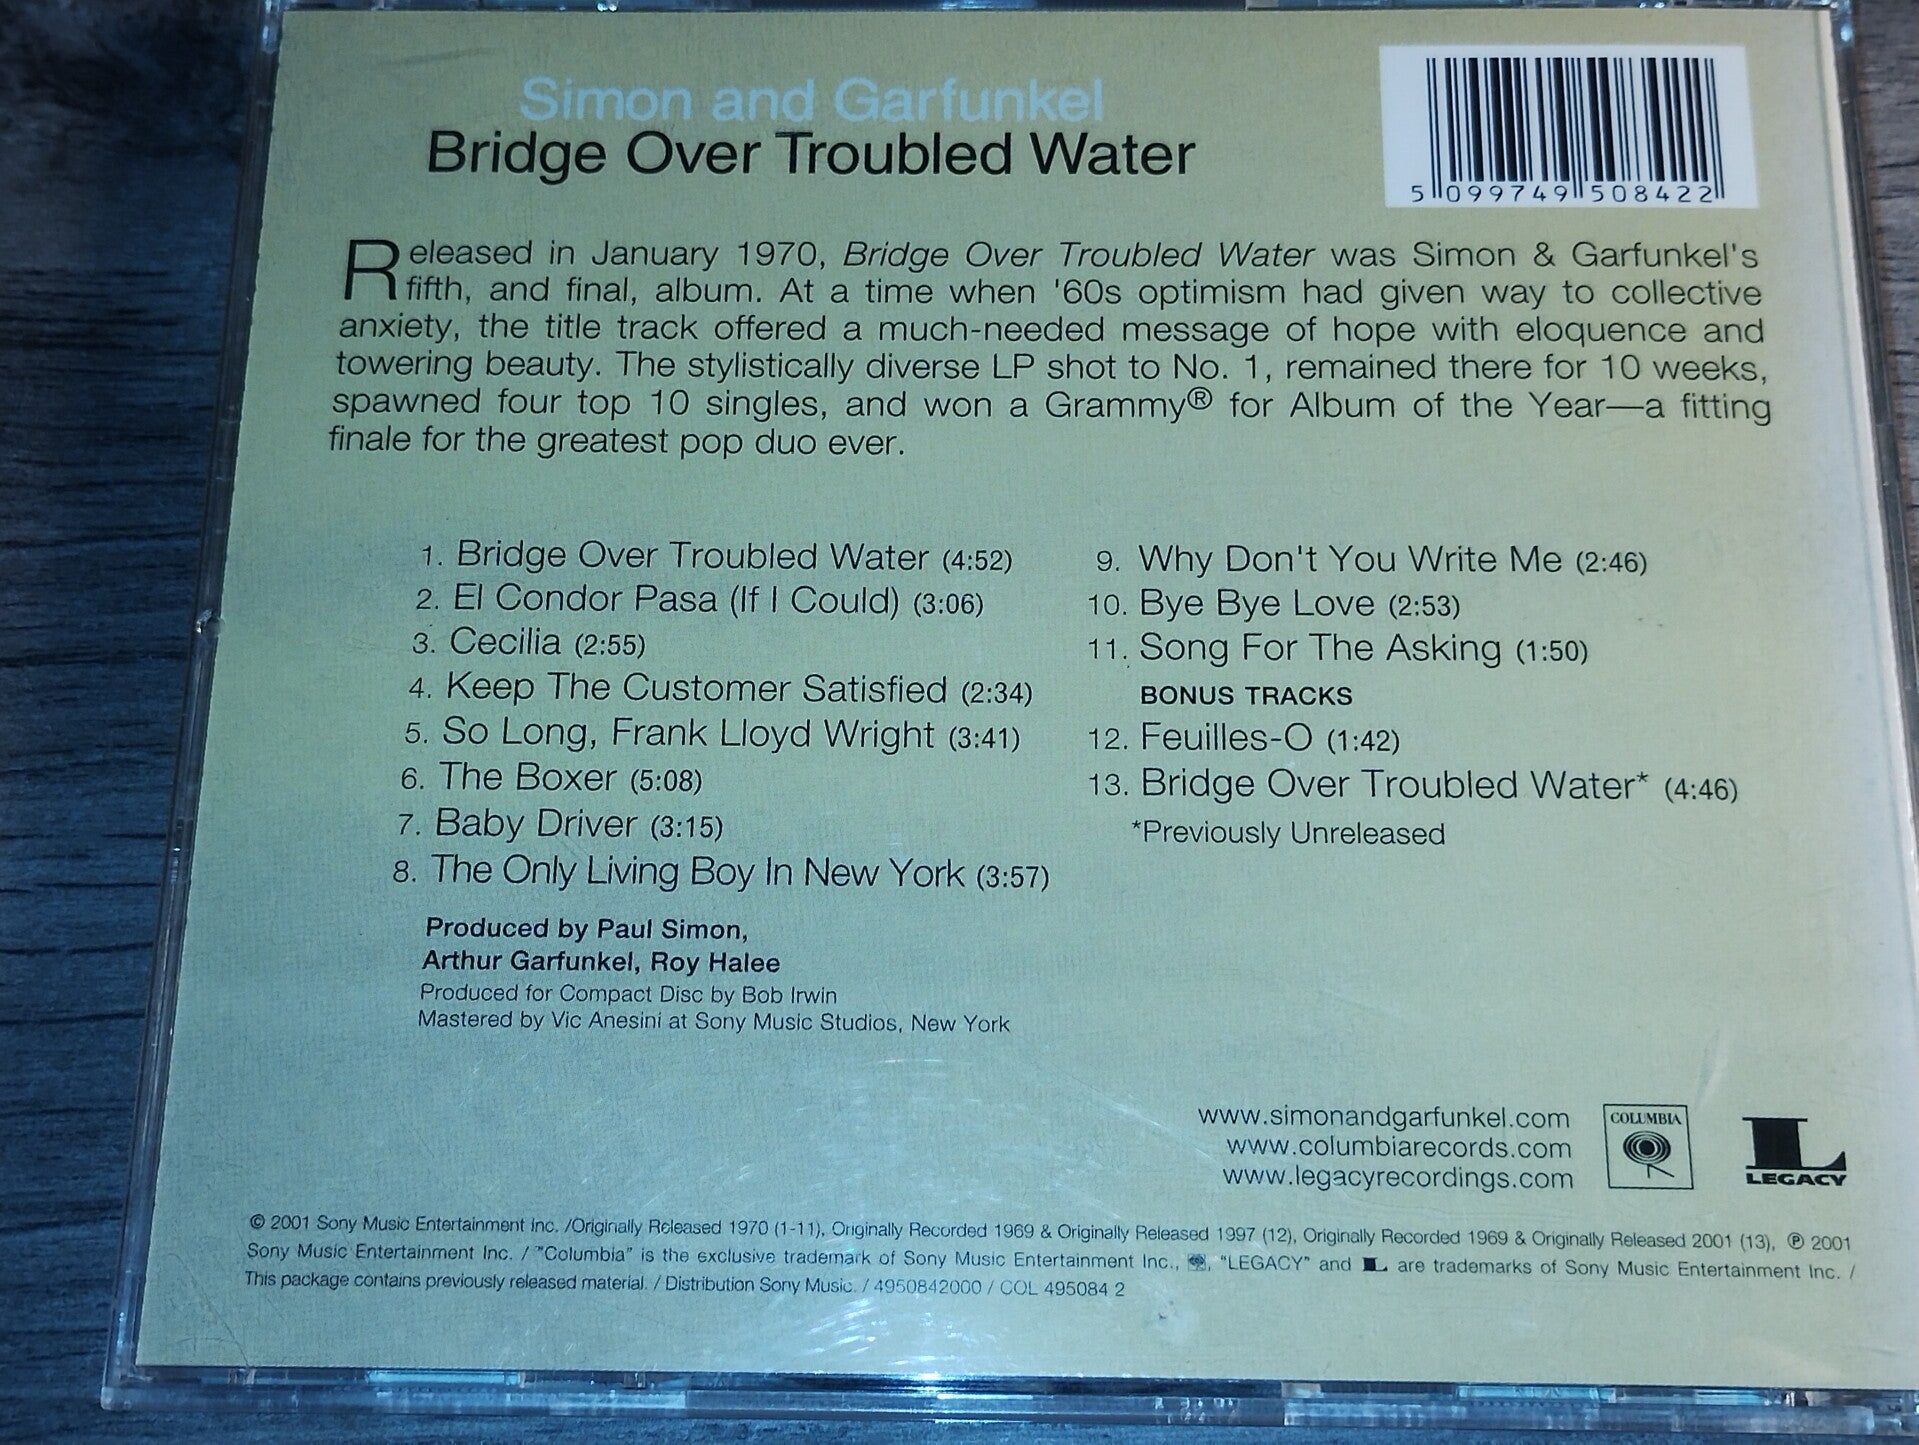 Simon and Garfunkel
Bridge Over Troubled Water
5 099749 508422
Released in January 1970, Bridge Over Troubled Water was Simon & Garfunkel's
fifth, and final, album. At a time when '60s optimism had given way to collective
anxiety, the title track offered a much-needed message of hope with eloquence and
towering beauty. The stylistically diverse LP shot to No. 1, remained there for 10 weeks,
spawned four top 10 singles, and won a Grammy® for Album of the Year—a fitting
finale for the greatest pop duo ever.
1. Bridge Over Troubled Water (4:52)
2. El Condor Pasa (If I Could) (3:06)
3. Cecilia (2:55)
4. Keep The Customer Satisfied (2:34)
5. So Long, Frank Lloyd Wright (3:41)
6. The Boxer (5:08)
7. Baby Driver (3:15)
8. The Only Living Boy In New York (3:57)
9. Why Don't You Write Me (2:46)
10. Bye Bye Love (2:53)
11. Song For The Asking (1:50)
BONUS TRACKS
12. Feuilles-O (1:42)
13. Bridge Over Troubled Water* (4:46)
*Previously Unreleased
Produced by Paul Simon,
Arthur Garfunkel, Roy Halee
Produced for Compact Disc by Bob Irwin
Mastered by Vic Anesini at Sony Music Studios, New York
www.simonandgarfunkel.com
www.columbiarecords.com
www.legacyrecordings.com
COLUMBIA
L
LEGACY
© 2001 Sony Music Entertainment Inc. /Originally Released 1970 (1-11), Originally Recorded 1969 & Originally Released 1997 (12), Originally Recorded 1969 & Originally Released 2001 (13), ℗ 2001
Sony Music Entertainment Inc. / "Columbia" is the exclusive trademark of Sony Music Entertainment Inc., "LEGACY" and L are trademarks of Sony Music Entertainment Inc. /
This package contains previously released material. / Distribution Sony Music. / 4950842000 / COL 495084 2